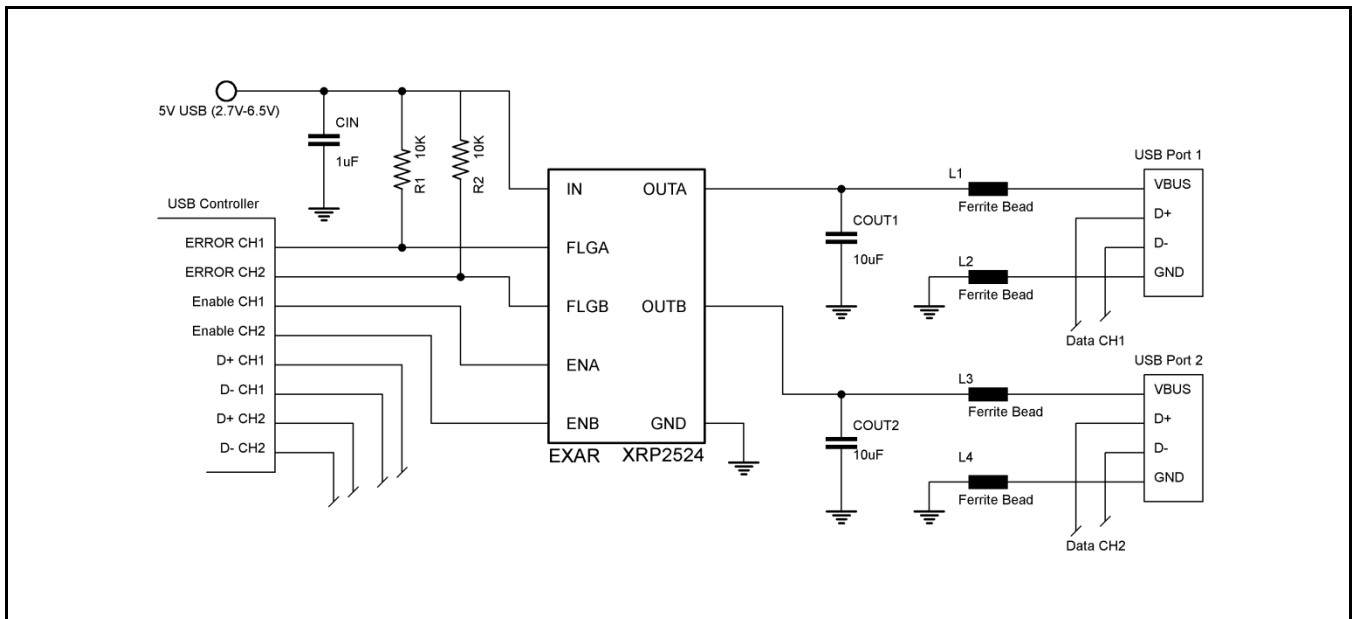 5V USB (2.7V-6.5V)
CIN
1uF
10K
R1
10K
R2
USB Controller
ERROR CH1
ERROR CH2
Enable CH1
Enable CH2
D+ CH1
D- CH1
D+ CH2
D- CH2
IN
OUTA
FLGA
FLGB
OUTB
ENA
ENB
GND
EXAR
XRP2524
COUT1
10uF
COUT2
10uF
L1
Ferrite Bead
L2
Ferrite Bead
USB Port 1
VBUS
D+
D-
GND
Data CH1
L3
Ferrite Bead
L4
Ferrite Bead
USB Port 2
VBUS
D+
D-
GND
Data CH2